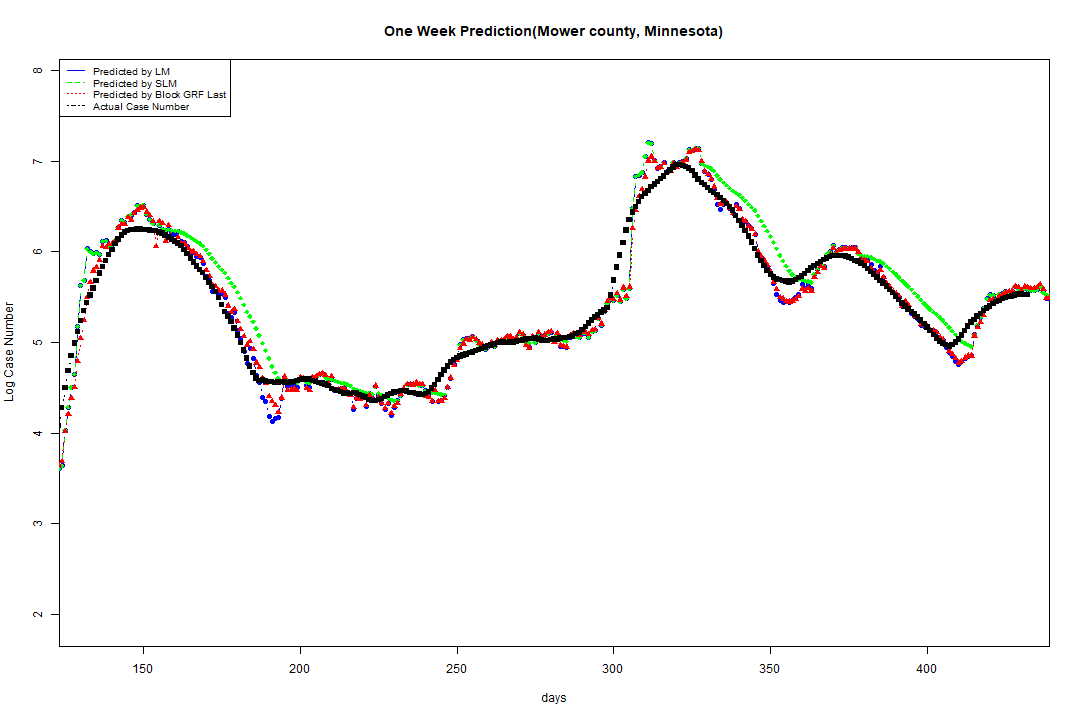 One Week Prediction(Mower county, Minnesota)
Predicted by LM
Predicted by SLM
Predicted by Block GRF Last
Actual Case Number
8
7
6
5
4
3
2
Log Case Number
150 200 250 300 350 400
days